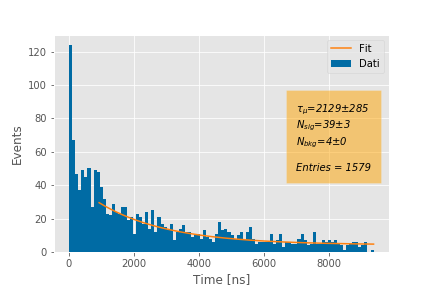 Fit
Dati
τμ=2129±285
Nsig=39±3
Nbkg=4±0
Entries = 1579
120
100
80
60
40
20
0
Events
0 2000 4000 6000 8000
Time [ns]